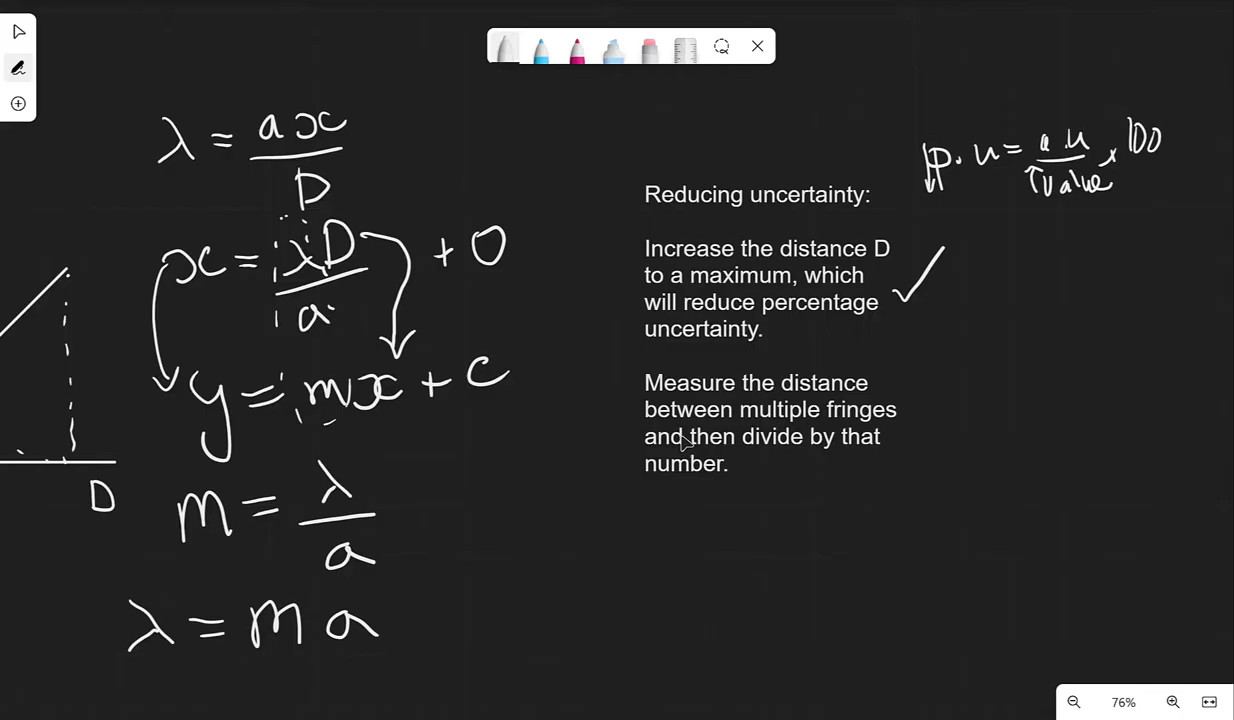 λ = ax/D
x = λD/a + 0
y = mx + c
m = λ/a
λ = m a
D
↓p.u = a.u/↑value × 100
Reducing uncertainty:
Increase the distance D
to a maximum, which
will reduce percentage
uncertainty.
Measure the distance
between multiple fringes
and then divide by that
number.
76%